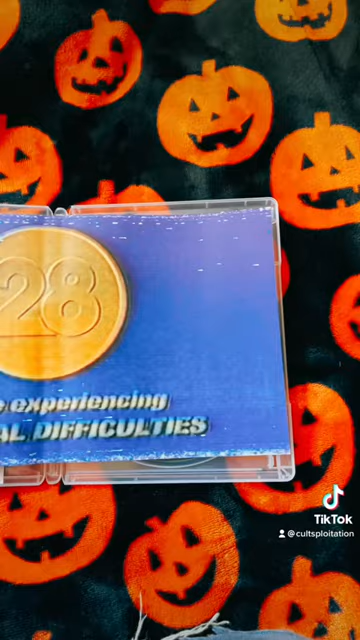 28
experiencing
AL DIFFICULTIES
TikTok
@cultsploitation